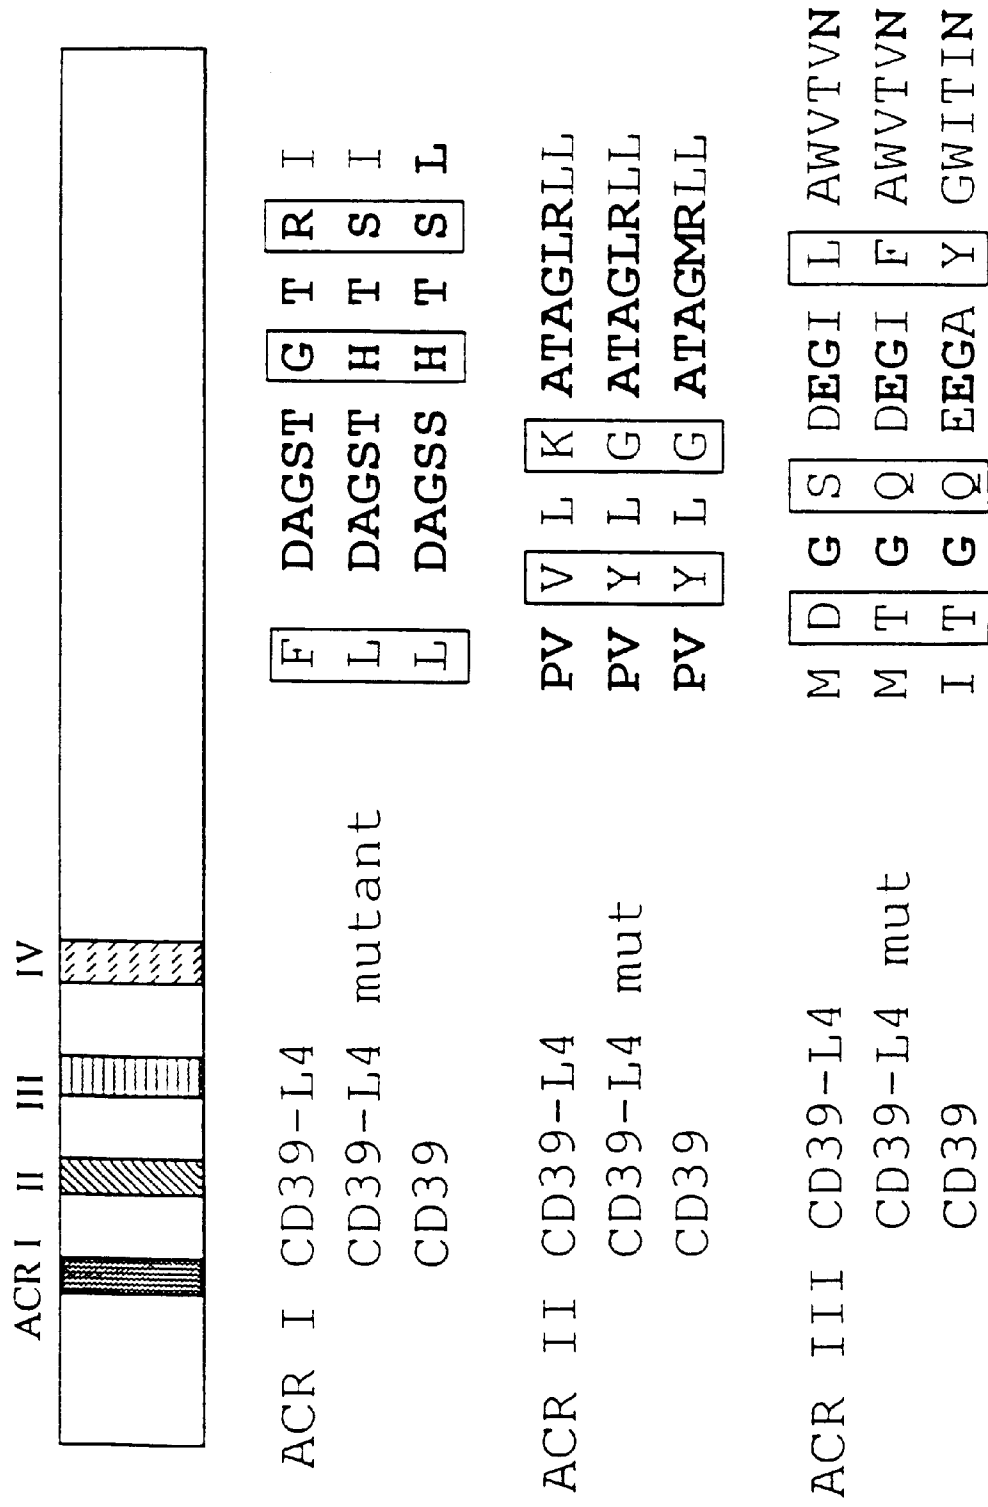 ACR I II III IV
ACR I CD39-L4 F DAGST G T R I
CD39-L4 mutant L DAGST H T S I
CD39 L DAGSS H T S L
ACR II CD39-L4 PV V L K ATAGLRLL
CD39-L4 mut PV Y L G ATAGLRLL
CD39 PV Y L G ATAGMRLL
ACR III CD39-L4 M D G S DEGI L AWVTVN
CD39-L4 mut M T G Q DEGI F AWVTVN
CD39 I T G Q EEGA Y GWITIN